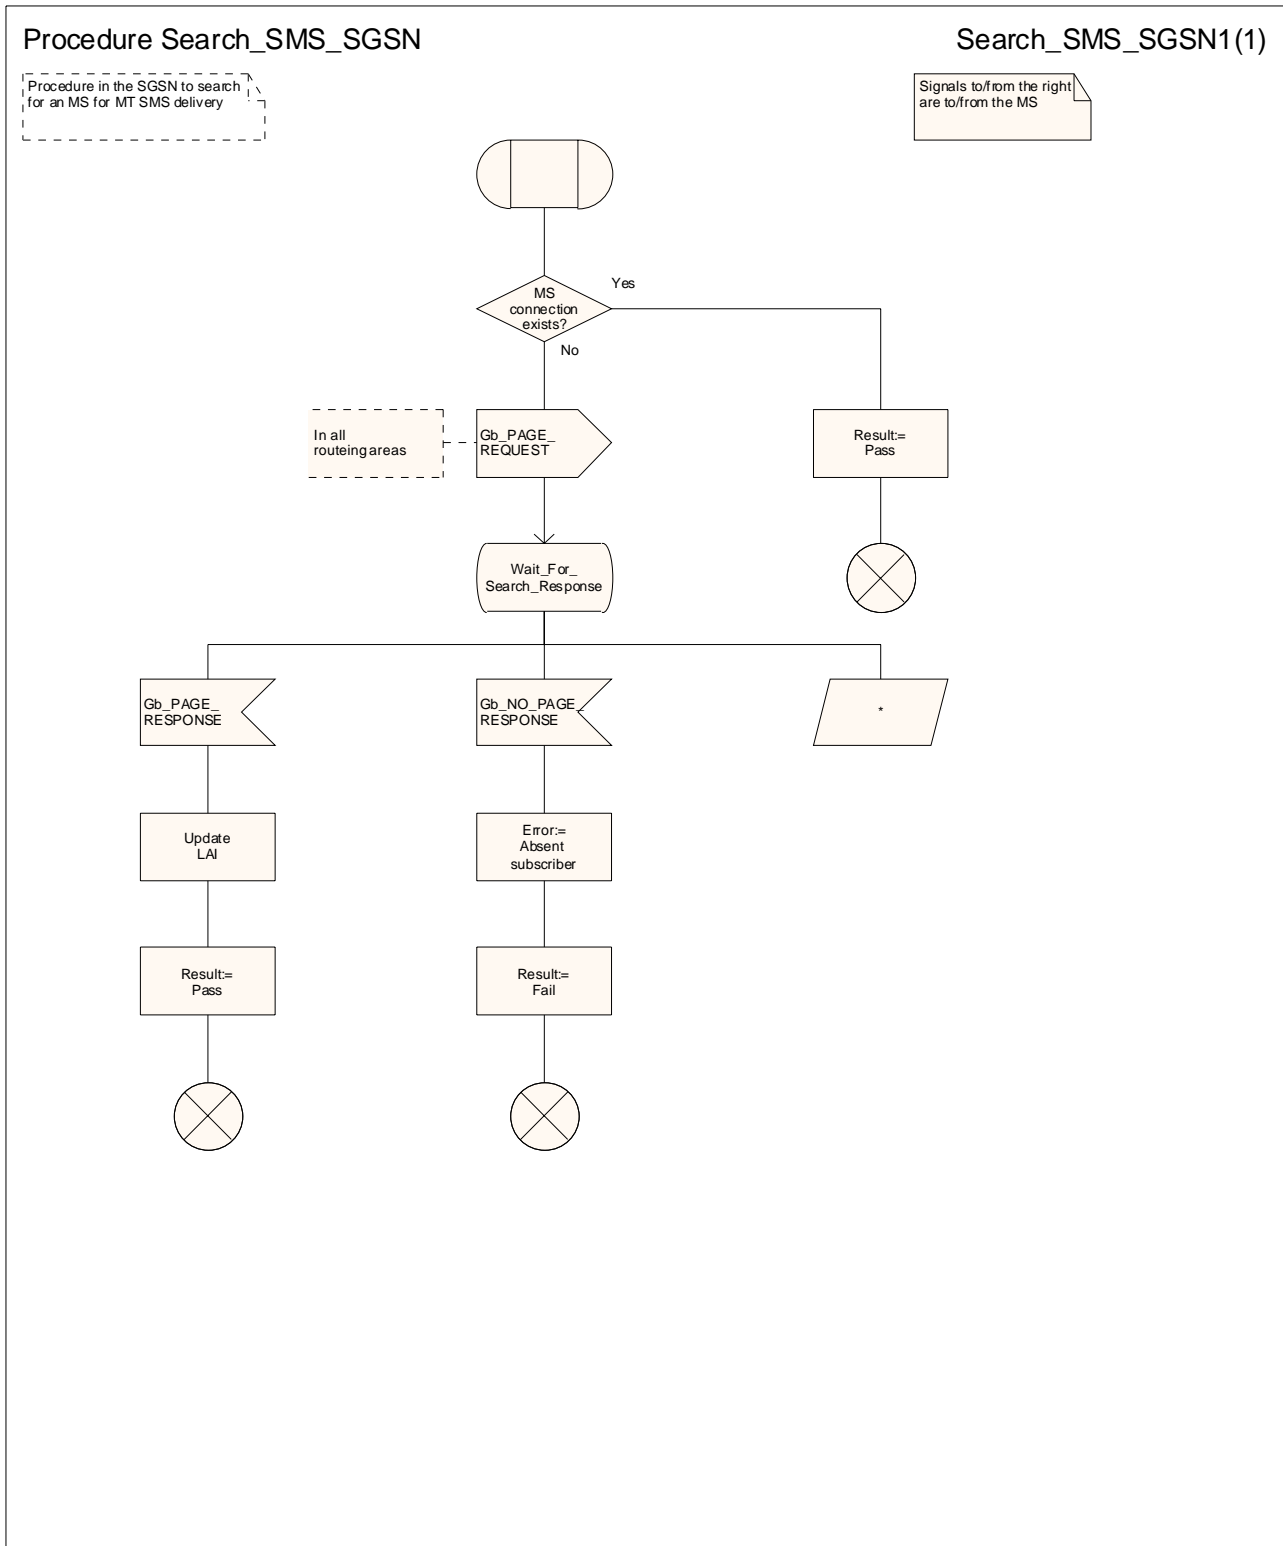 Procedure Search_SMS_SGSN
Search_SMS_SGSN1(1)
Procedure in the SGSN to search
for an MS for MT SMS delivery
Signals to/from the right
are to/from the MS
MS
connection
exists?
Yes
No
In all
routeing areas
Gb_PAGE_
REQUEST
Result:=
Pass
Wait_For_
Search_Response
Gb_PAGE_
RESPONSE
Gb_NO_PAGE_
RESPONSE
*
Update
LAI
Error:=
Absent
subscriber
Result:=
Pass
Result:=
Fail